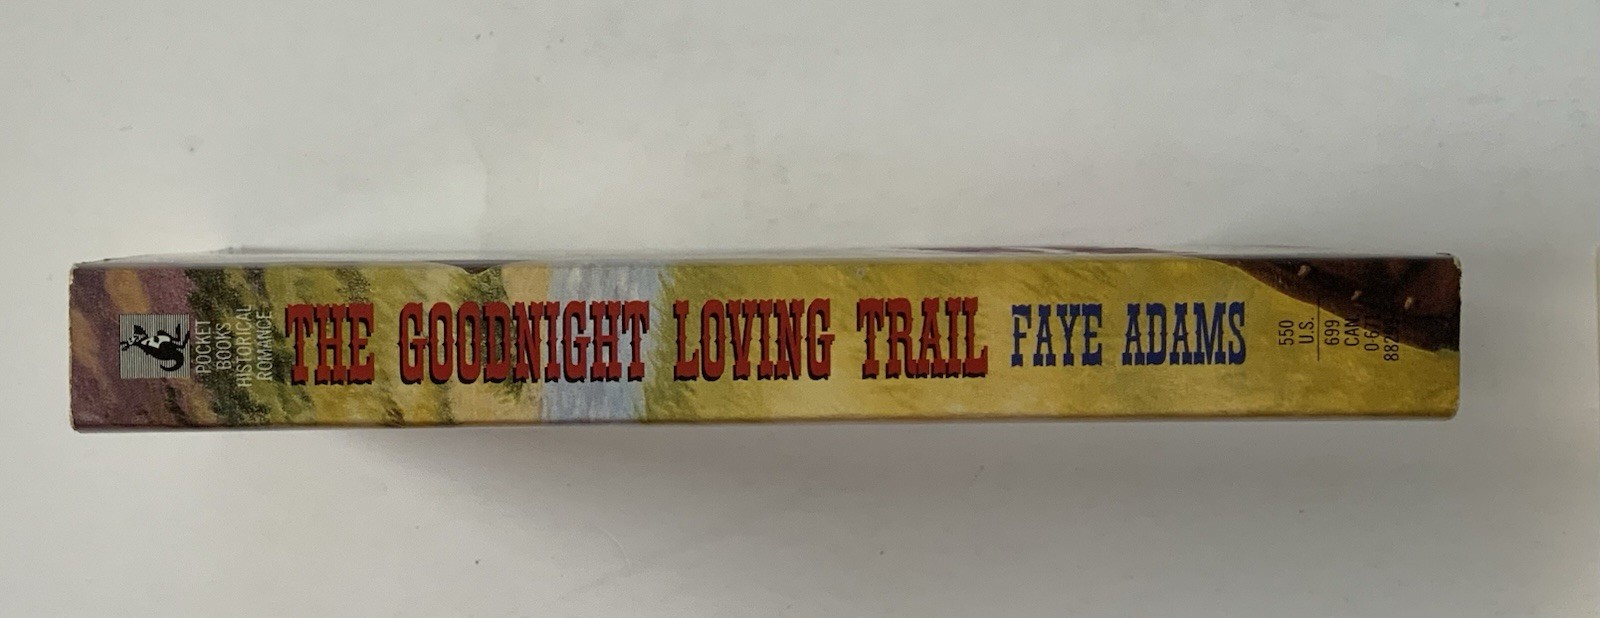 POCKET
BOOKS
HISTORICAL
ROMANCE
THE GOODNIGHT LOVING TRAIL FAYE ADAMS
550
U.S.
699
CAN